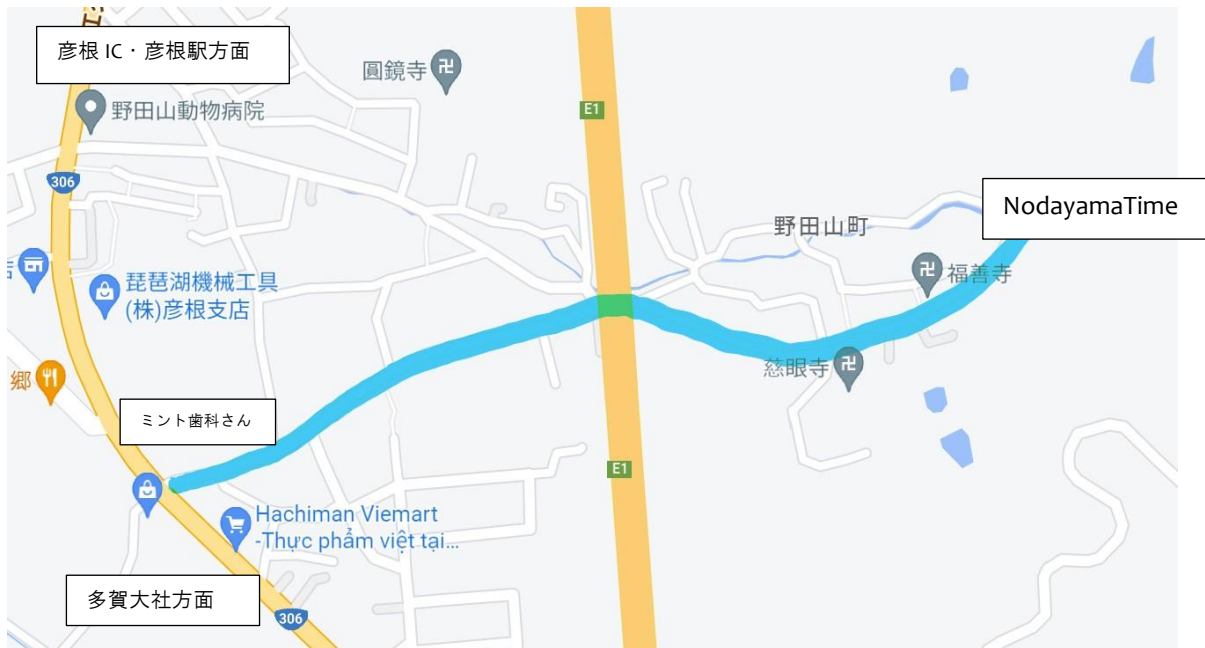 彦根 IC・彦根駅方面
圓鏡寺
E1
野田山動物病院
306
NodayamaTime
野田山町
福善寺
店
琵琶湖機械工具
(株)彦根支店
慈眼寺
郷
ミント歯科さん
E1
Hachiman Viemart
-Thực phẩm việt tại...
多賀大社方面
306